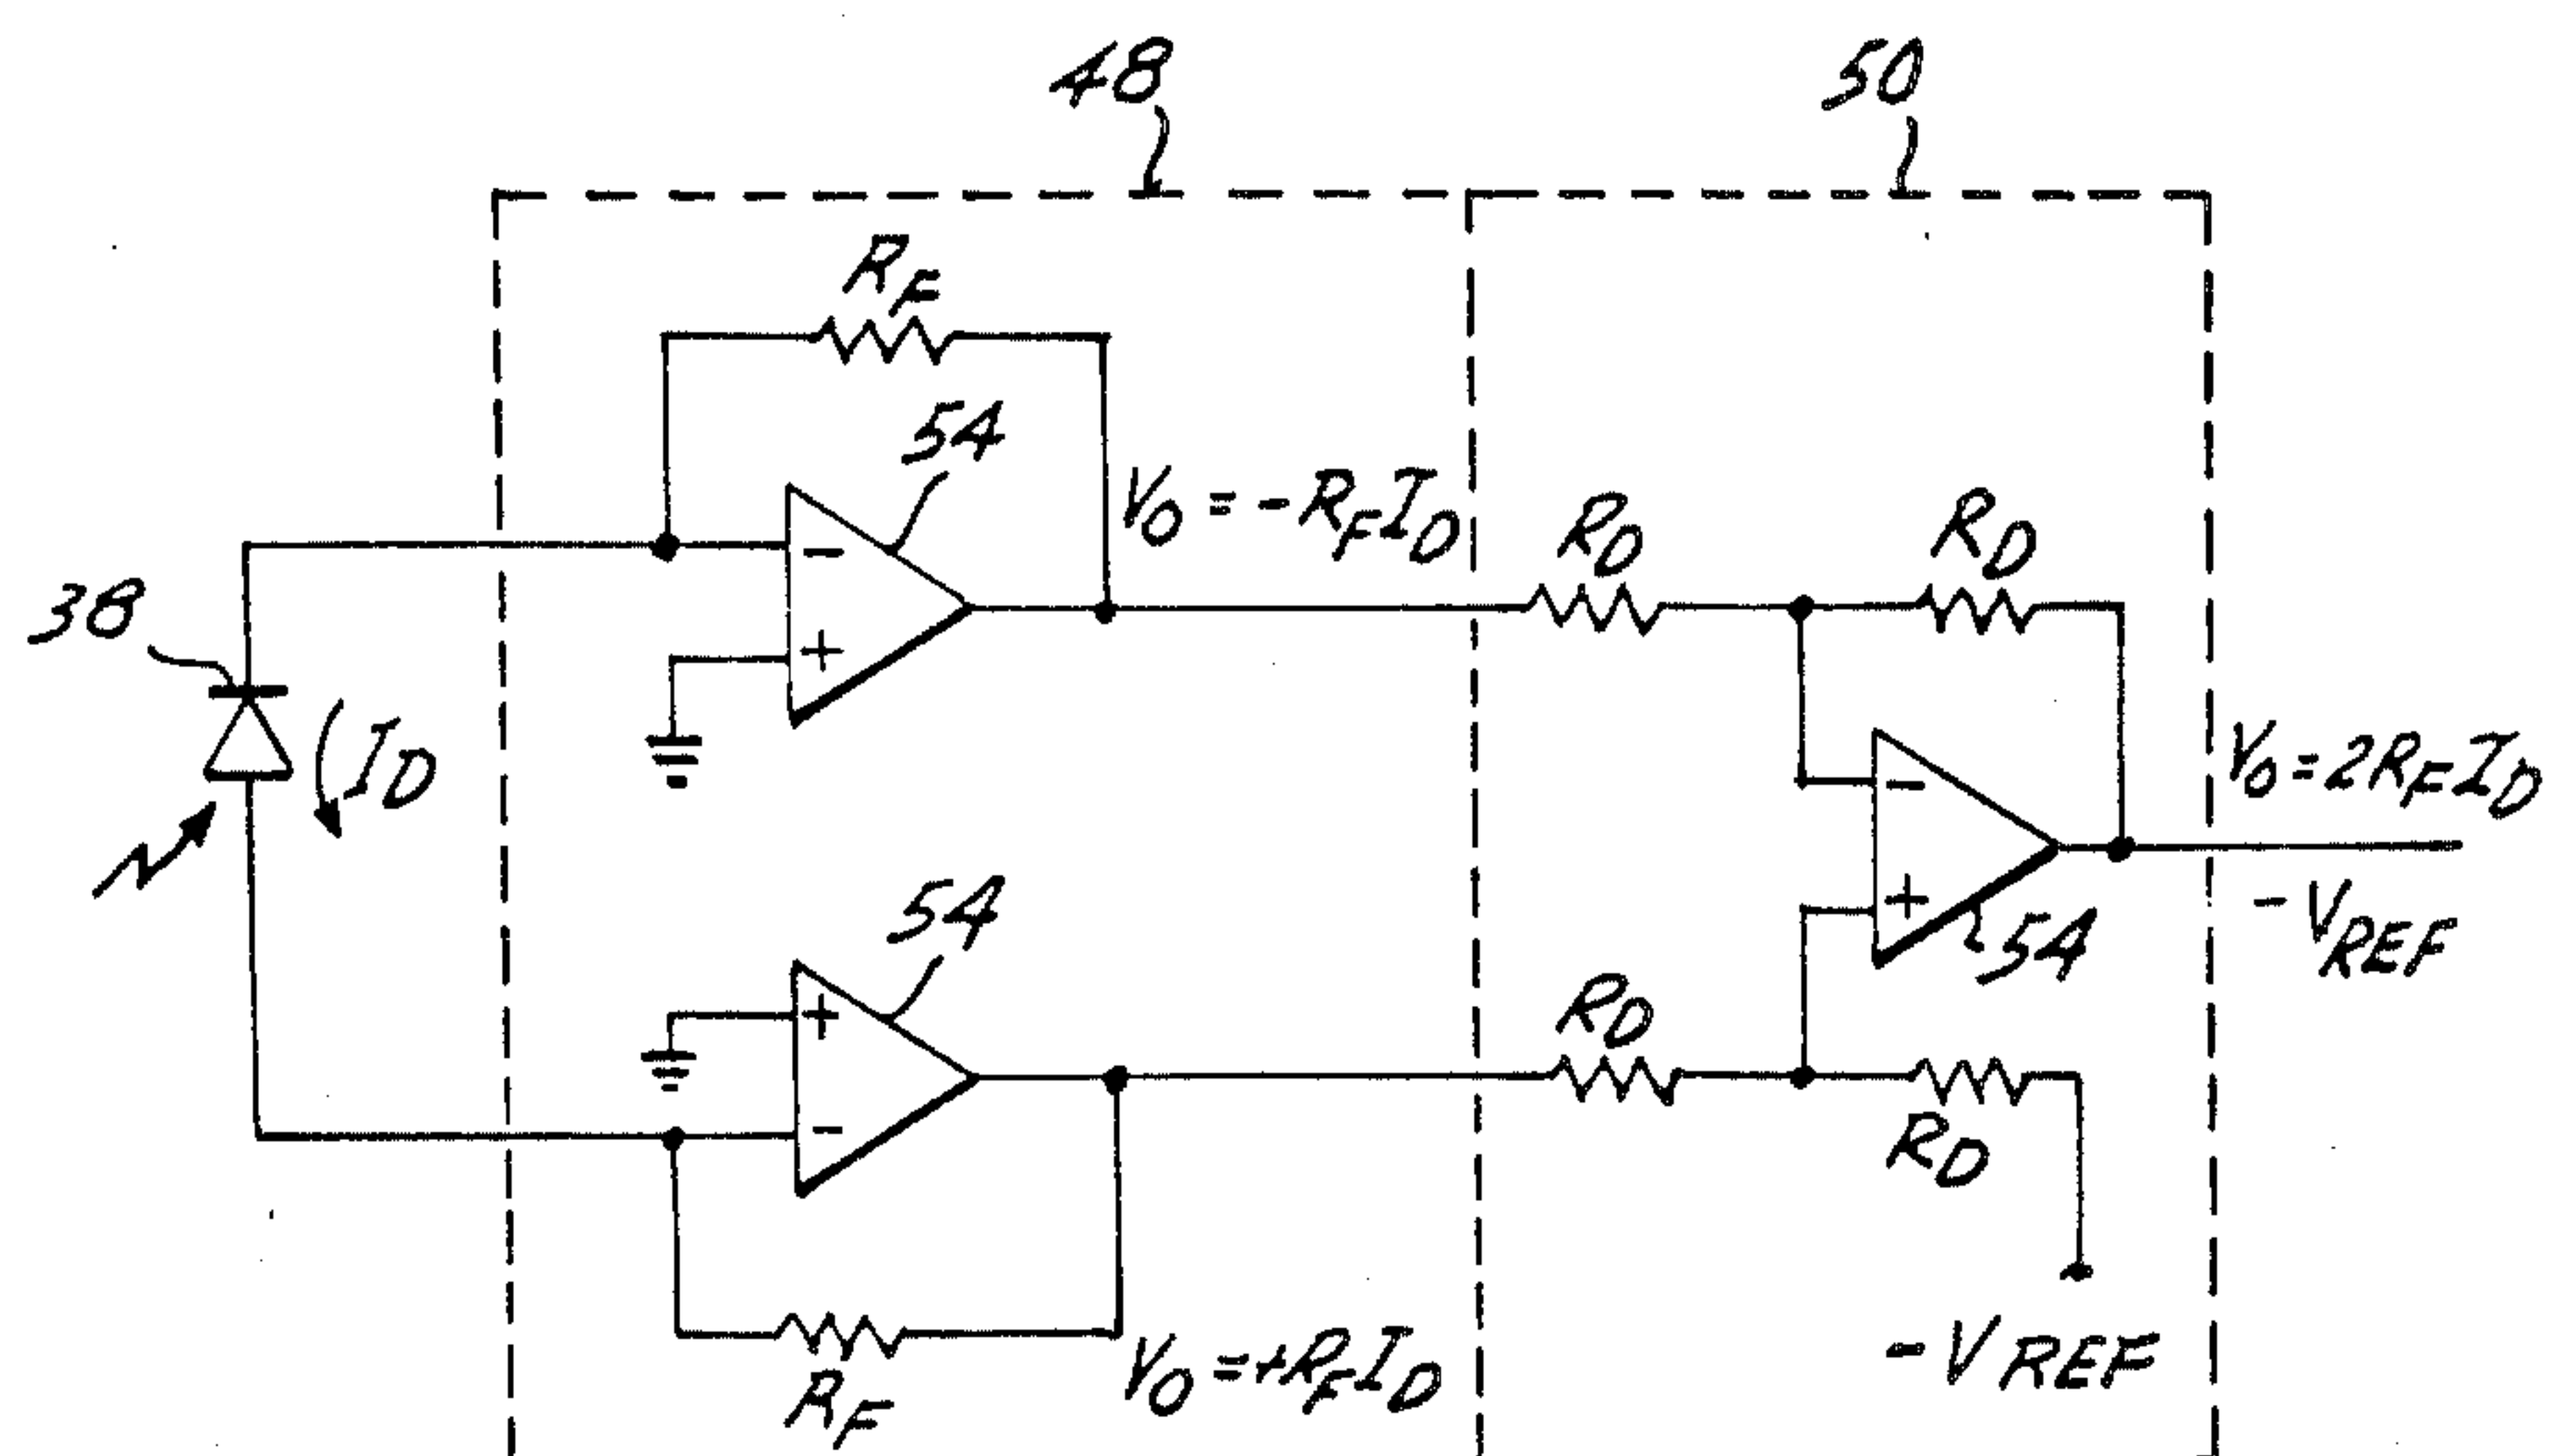 48
50
R_F
54
V_O = -R_F I_D
R_D
R_D
38
I_D
-
+
V_O = 2R_F I_D
- V_REF
-
+
54
54
R_D
+
-
R_D
R_F
V_O = +R_F I_D
- V_REF